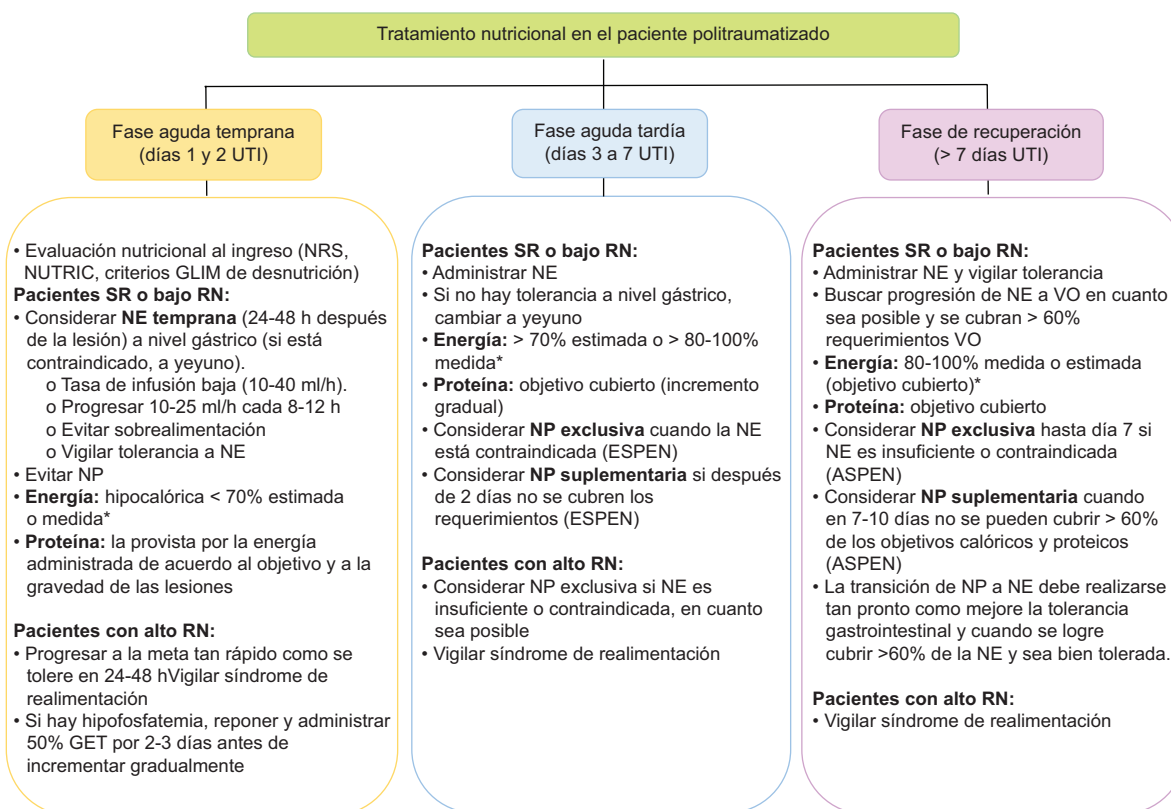 Tratamiento nutricional en el paciente politraumatizado
Fase aguda temprana
(días 1 y 2 UTI)
Fase aguda tardía
(días 3 a 7 UTI)
Fase de recuperación
(> 7 días UTI)
• Evaluación nutricional al ingreso (NRS,
NUTRIC, criterios GLIM de desnutrición)
Pacientes SR o bajo RN:
• Considerar NE temprana (24-48 h después
de la lesión) a nivel gástrico (si está
contraindicado, a yeyuno).
o Tasa de infusión baja (10-40 ml/h).
o Progresar 10-25 ml/h cada 8-12 h
o Evitar sobrealimentación
o Vigilar tolerancia a NE
• Evitar NP
• Energía: hipocalórica < 70% estimada
o medida*
• Proteína: la provista por la energía
administrada de acuerdo al objetivo y a la
gravedad de las lesiones
Pacientes con alto RN:
• Progresar a la meta tan rápido como se
tolere en 24-48 hVigilar síndrome de
realimentación
• Si hay hipofosfatemia, reponer y administrar
50% GET por 2-3 días antes de
incrementar gradualmente
Pacientes SR o bajo RN:
• Administrar NE
• Si no hay tolerancia a nivel gástrico,
cambiar a yeyuno
• Energía: > 70% estimada o > 80-100%
medida*
• Proteína: objetivo cubierto (incremento
gradual)
• Considerar NP exclusiva cuando la NE
está contraindicada (ESPEN)
• Considerar NP suplementaria si después
de 2 días no se cubren los
requerimientos (ESPEN)
Pacientes con alto RN:
• Considerar NP exclusiva si NE es
insuficiente o contraindicada, en cuanto
sea posible
• Vigilar síndrome de realimentación
Pacientes SR o bajo RN:
• Administrar NE y vigilar tolerancia
• Buscar progresión de NE a VO en cuanto
sea posible y se cubran > 60%
requerimientos VO
• Energía: 80-100% medida o estimada
(objetivo cubierto)*
• Proteína: objetivo cubierto
• Considerar NP exclusiva hasta día 7 si
NE es insuficiente o contraindicada
(ASPEN)
• Considerar NP suplementaria cuando
en 7-10 días no se pueden cubrir > 60%
de los objetivos calóricos y proteicos
(ASPEN)
• La transición de NP a NE debe realizarse
tan pronto como mejore la tolerancia
gastrointestinal y cuando se logre
cubrir >60% de la NE y sea bien tolerada.
Pacientes con alto RN:
• Vigilar síndrome de realimentación